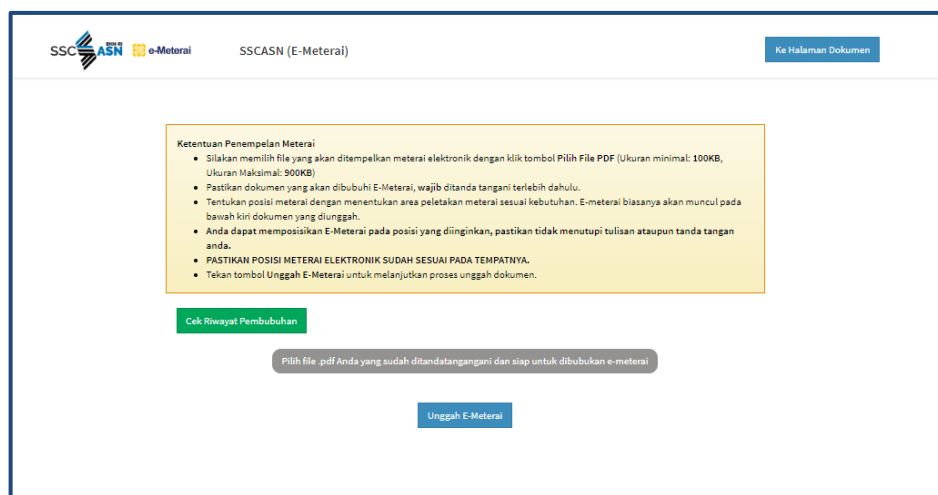 SSC ASN e-Meterai
SSCASN (E-Meterai)
Ke Halaman Dokumen
Ketentuan Penempelan Meterai
• Silakan memilih file yang akan ditempelkan meterai elektronik dengan klik tombol Pilih File PDF (Ukuran minimal: 100KB,
Ukuran Maksimal: 900KB)
• Pastikan dokumen yang akan dibubuhi E-Meterai, wajib ditanda tangani terlebih dahulu.
• Tentukan posisi meterai dengan menentukan area peletakan meterai sesuai kebutuhan. E-meterai biasanya akan muncul pada
bawah kiri dokumen yang diunggah.
• Anda dapat memposisikan E-Meterai pada posisi yang diinginkan, pastikan tidak menutupi tulisan ataupun tanda tangan
anda.
• PASTIKAN POSISI METERAI ELEKTRONIK SUDAH SESUAI PADA TEMPATNYA.
• Tekan tombol Unggah E-Meterai untuk melanjutkan proses unggah dokumen.
Cek Riwayat Pembubuhan
Pilih file .pdf Anda yang sudah ditandatangangani dan siap untuk dibubukan e-meterai
Unggah E-Meterai